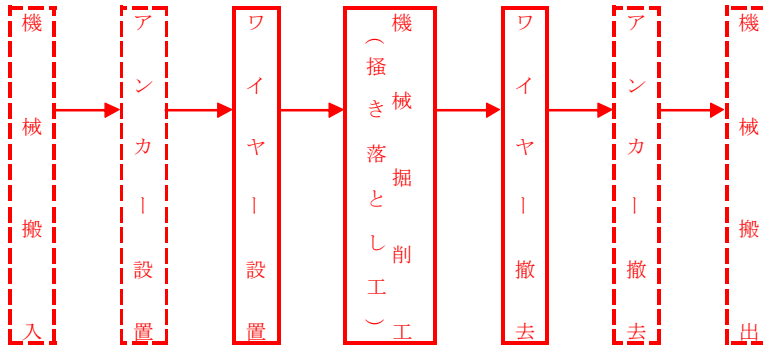 機械搬入
アンカー設置
ワイヤー設置
機械掘削工
（掻き落とし工）
ワイヤー撤去
アンカー撤去
機械搬出